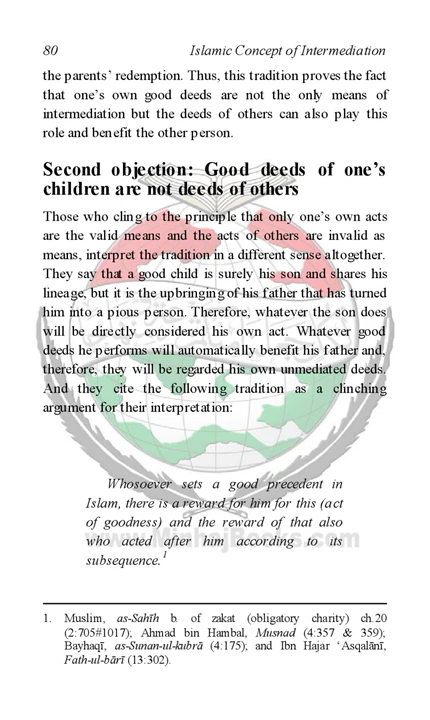 80 Islamic Concept of Intermediation
the parents' redemption. Thus, this tradition proves the fact
that one's own good deeds are not the only means of
intermediation but the deeds of others can also play this
role and benefit the other person.
Second objection: Good deeds of one's
children are not deeds of others
Those who cling to the principle that only one's own acts
are the valid means and the acts of others are invalid as
means, interpret the tradition in a different sense altogether.
They say that a good child is surely his son and shares his
lineage, but it is the upbringing of his father that has turned
him into a pious person. Therefore, whatever the son does
will be directly considered his own act. Whatever good
deeds he performs will automatically benefit his father and,
therefore, they will be regarded his own unmediated deeds.
And they cite the following tradition as a clinching
argument for their interpretation:
Whosoever sets a good precedent in
Islam, there is a reward for him for this (act
of goodness) and the reward of that also
who acted after him according to its
www.MinhajBooks.com
subsequence.1
1. Muslim, as-Sahīh b. of zakat (obligatory charity) ch.20
(2:705#1017); Ahmad bin Hambal, Musnad (4:357 & 359);
Bayhaqī, as-Sunan-ul-kubrā (4:175); and Ibn Hajar ‘Asqalānī,
Fath-ul-bārī (13:302).